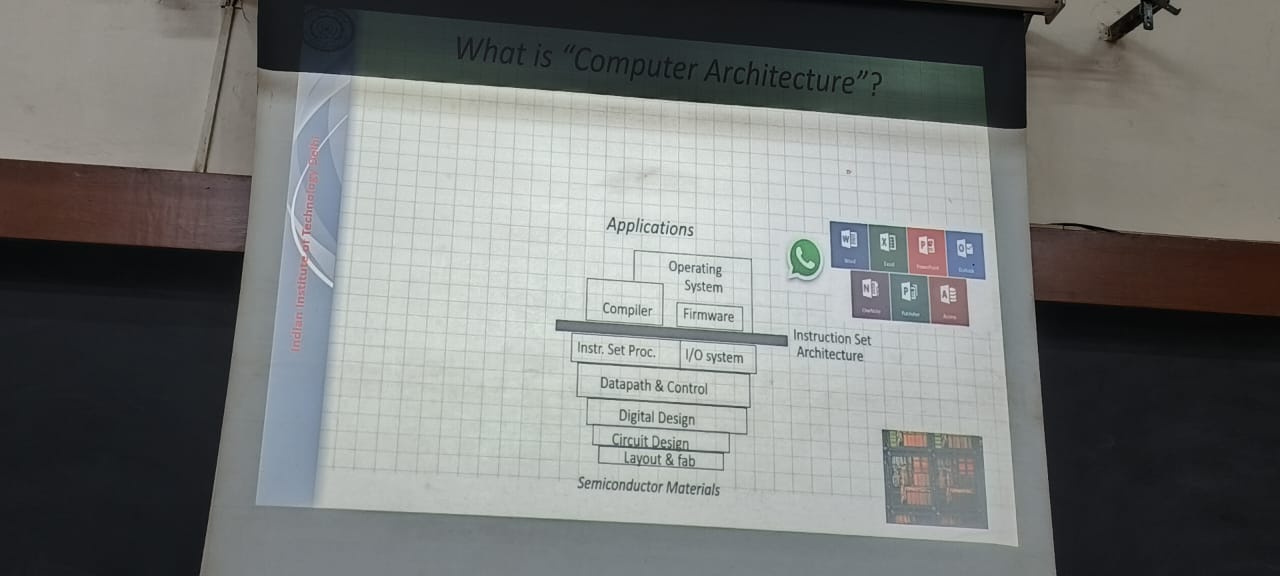 What is “Computer Architecture”?
Indian Institute of Technology Delhi
Applications
Operating
System
Compiler
Firmware
Instruction Set
Architecture
Instr. Set Proc.
I/O system
Datapath & Control
Digital Design
Circuit Design
Layout & fab
Semiconductor Materials
Word
Excel
PowerPoint
Outlook
OneNote
Publisher
Access